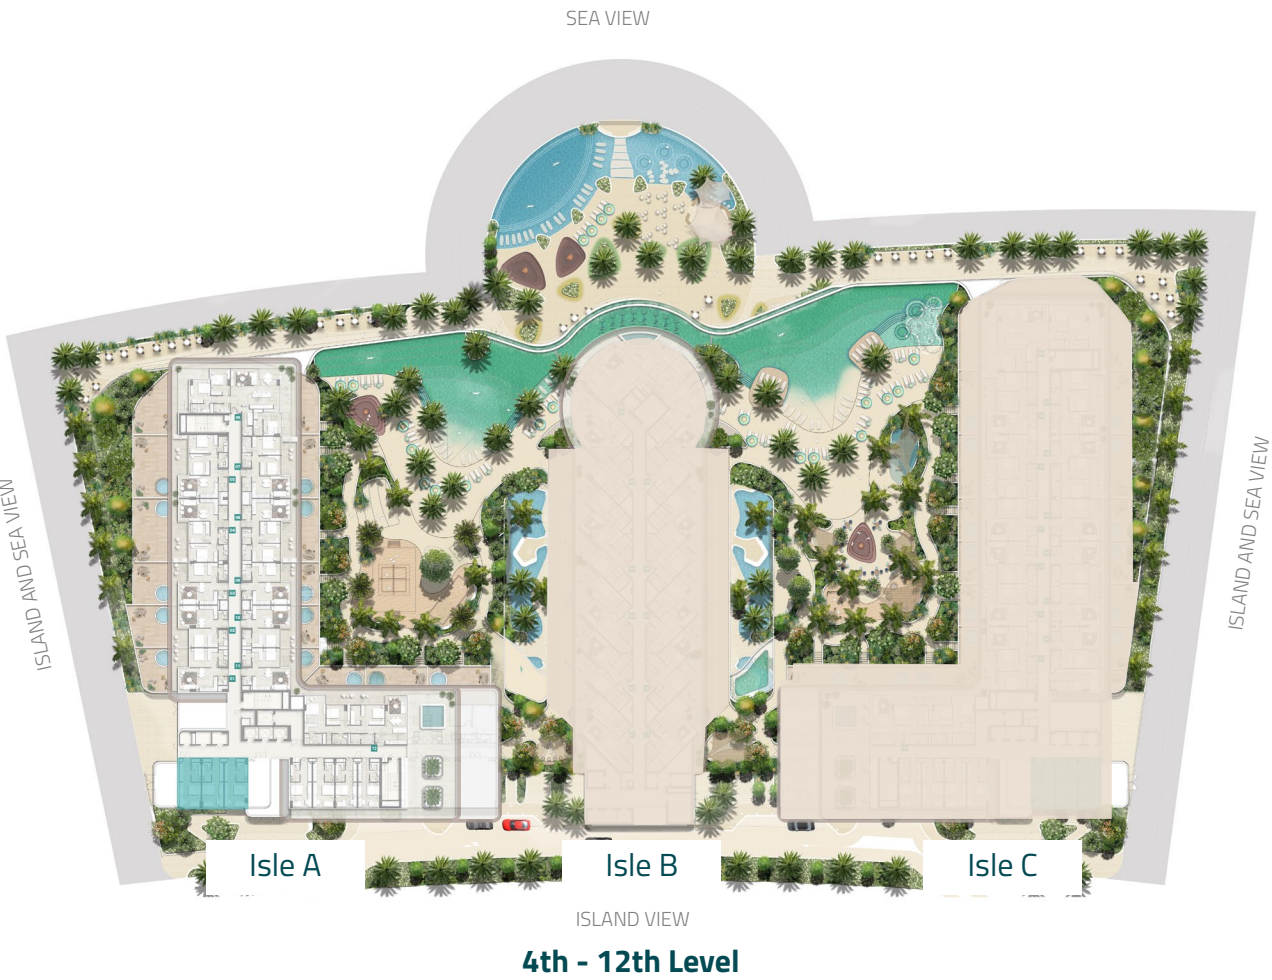 SEA VIEW
ISLAND AND SEA VIEW
ISLAND AND SEA VIEW
Isle A
Isle B
Isle C
ISLAND VIEW
4th - 12th Level